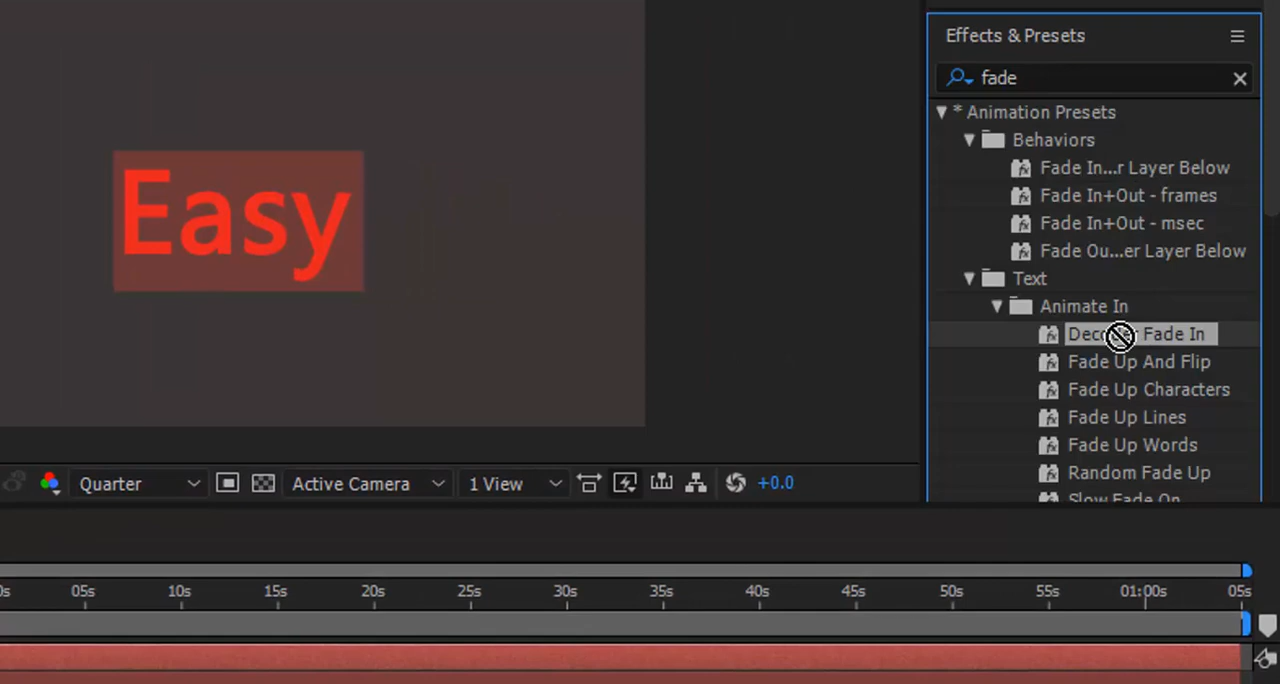 Effects & Presets
fade
* Animation Presets
Behaviors
Fade In...r Layer Below
Fade In+Out - frames
Fade In+Out - msec
Fade Ou...er Layer Below
Text
Animate In
Fade In
Fade Up And Flip
Fade Up Characters
Fade Up Lines
Fade Up Words
Random Fade Up
Slow Fade On
Easy
Quarter
Active Camera
1 View
+0.0
0s 05s 10s 15s 20s 25s 30s 35s 40s 45s 50s 55s 01:00s 05s